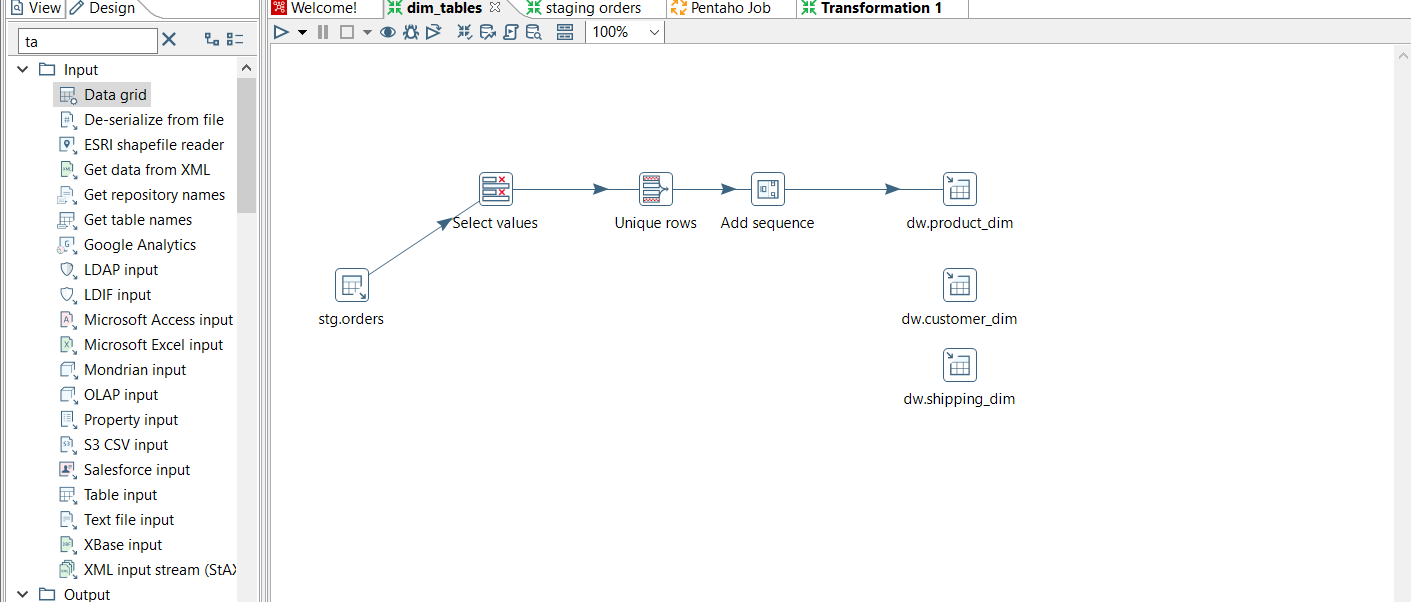 View Design Welcome! dim_tables staging orders Pentaho Job Transformation 1
ta 100%
Input
Data grid
De-serialize from file
ESRI shapefile reader
Get data from XML
Get repository names
Get table names
Google Analytics
LDAP input
LDIF input
Microsoft Access input
Microsoft Excel input
Mondrian input
OLAP input
Property input
S3 CSV input
Salesforce input
Table input
Text file input
XBase input
XML input stream (StAX
Output
Select values Unique rows Add sequence dw.product_dim
stg.orders dw.customer_dim
dw.shipping_dim